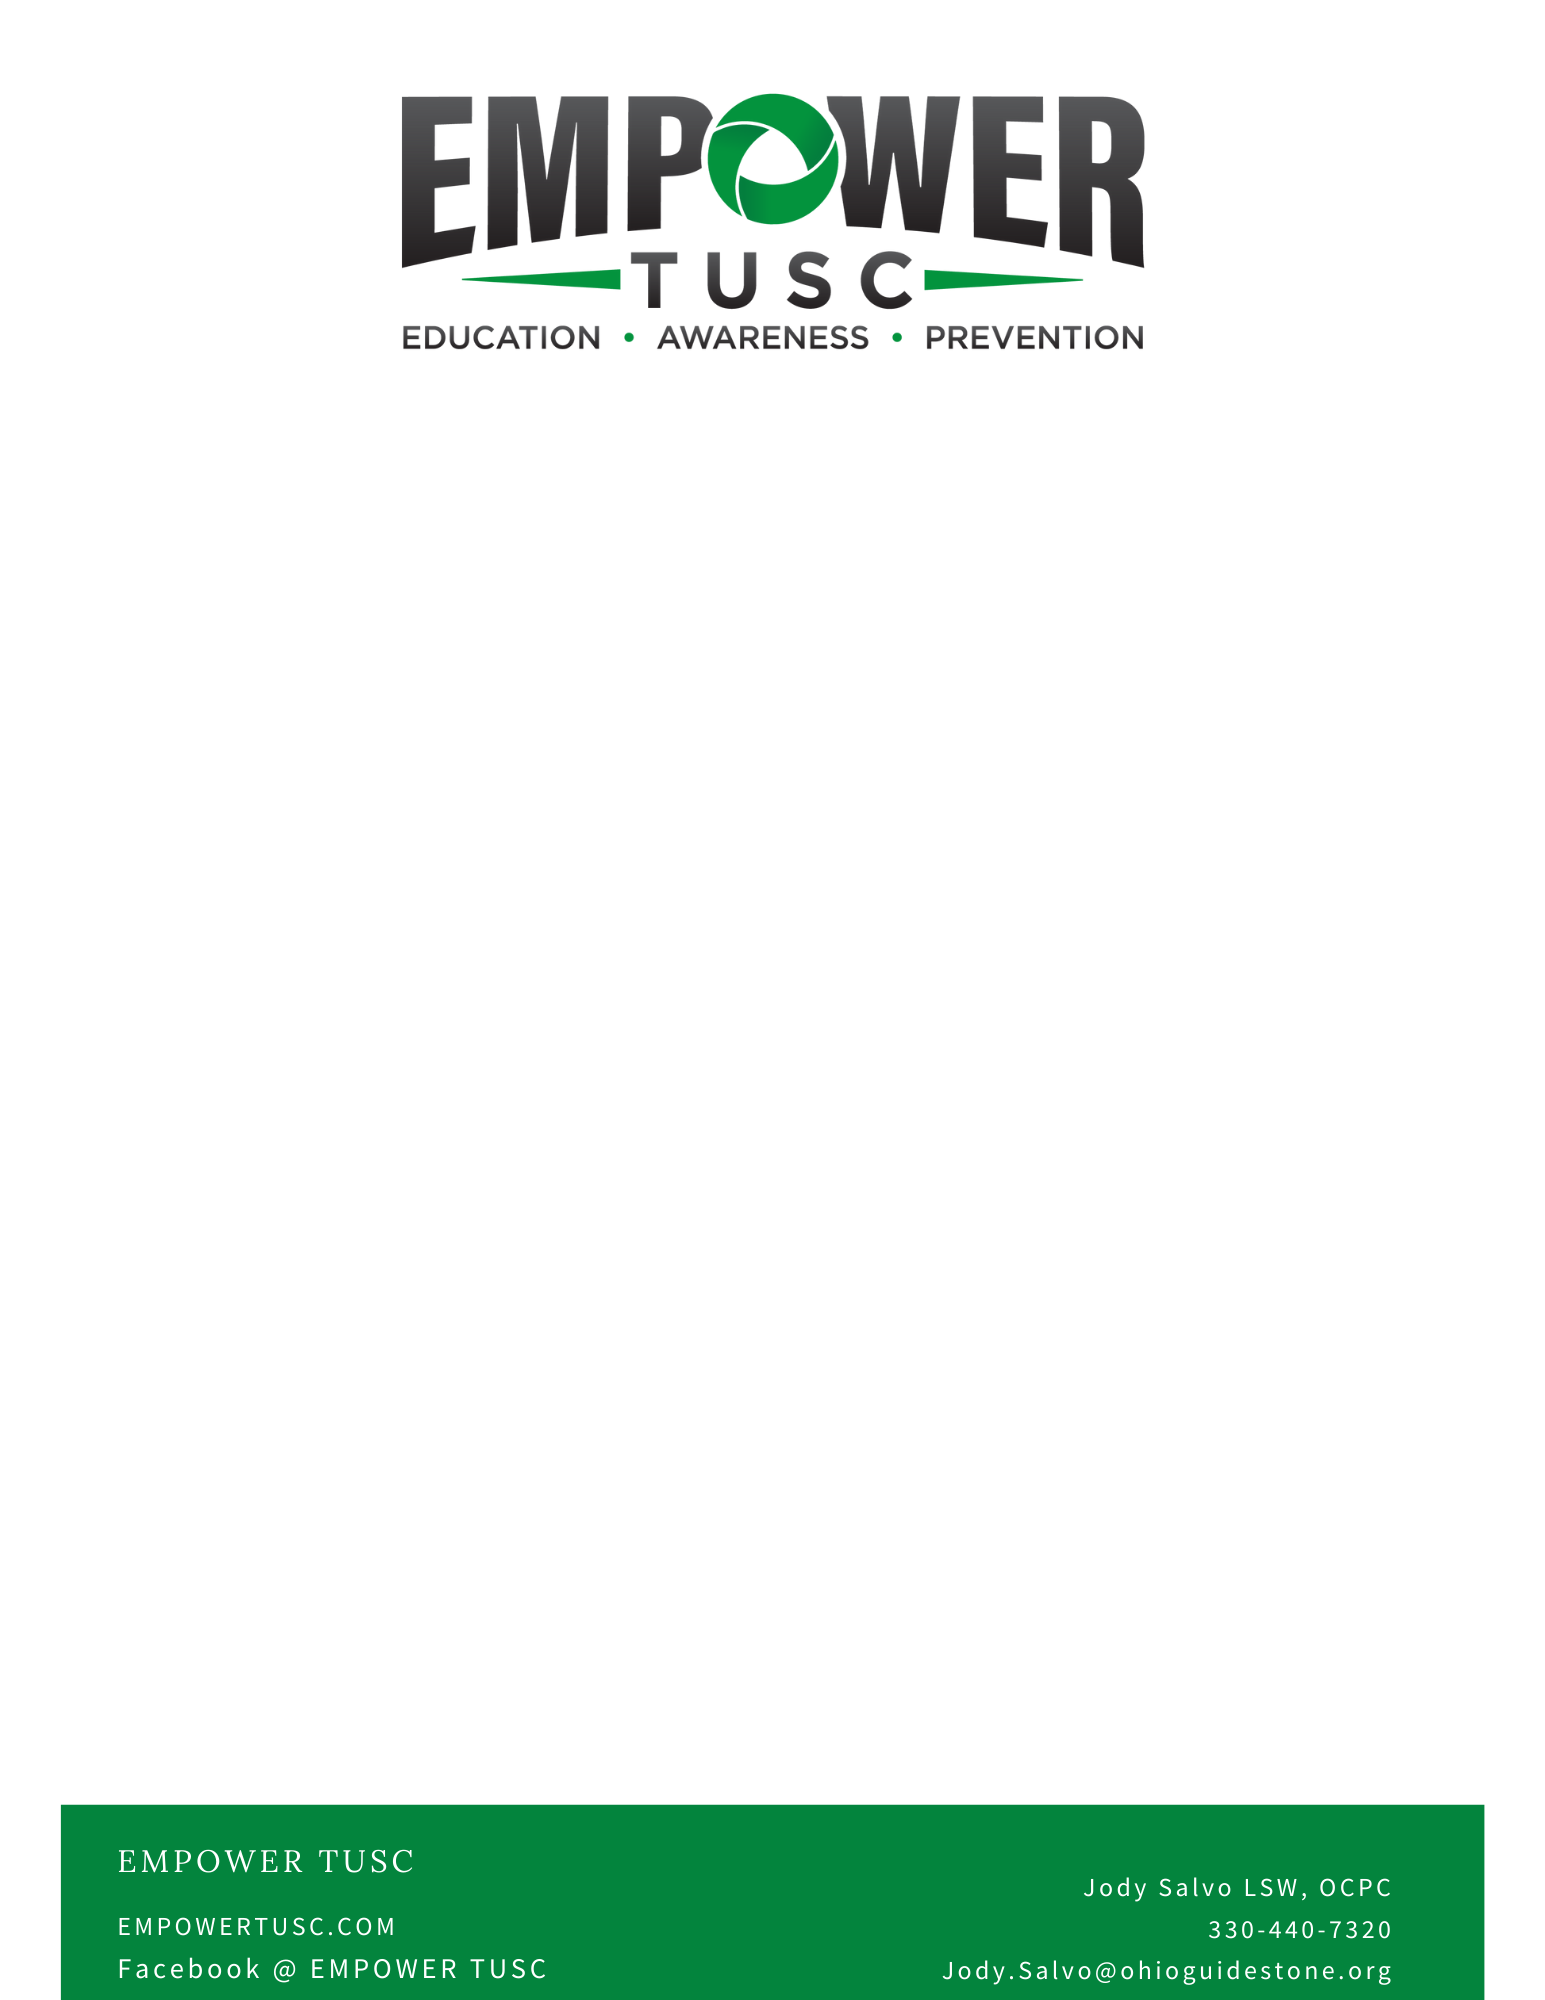 EMPOWER
TUSC
EDUCATION • AWARENESS • PREVENTION
EMPOWER TUSC
EMPOWERTUSC.COM
Facebook @ EMPOWER TUSC
Jody Salvo LSW, OCPC
330-440-7320
Jody.Salvo@ohioguidestone.org